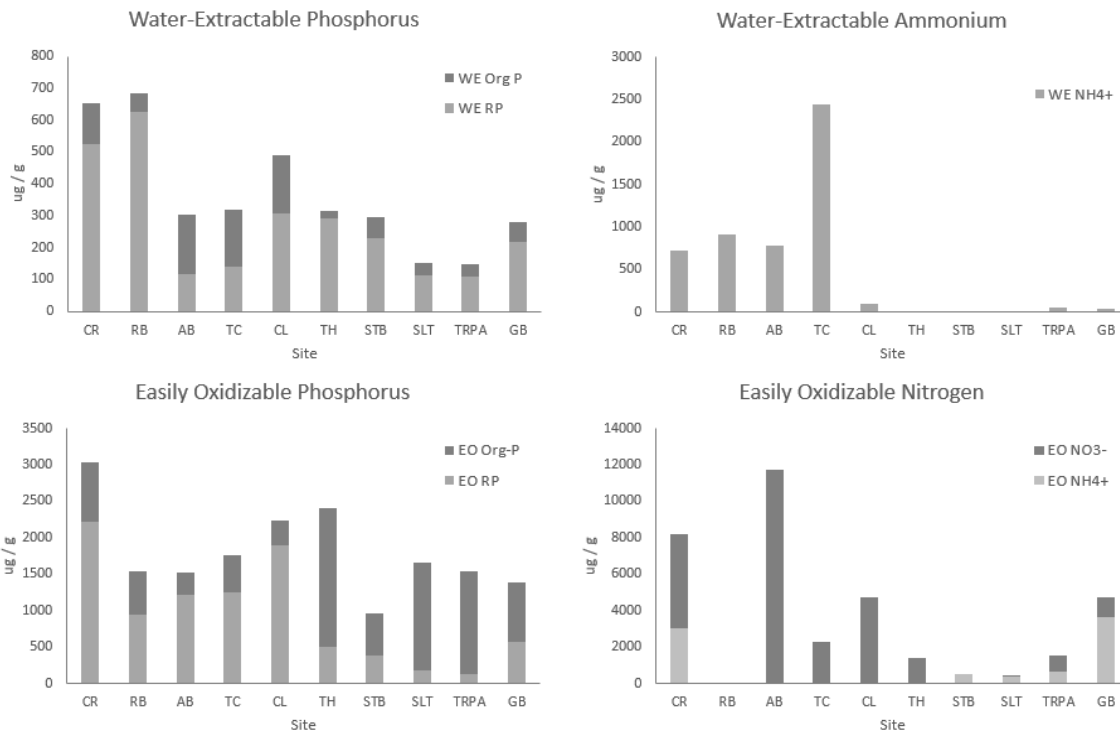 Water-Extractable Phosphorus
800
700
600
500
400
300
200
100
0
ug / g
WE Org P
WE RP
CR RB AB TC CL TH STB SLT TRPA GB
Site
Water-Extractable Ammonium
3000
2500
2000
1500
1000
500
0
ug / g
WE NH4+
CR RB AB TC CL TH STB SLT TRPA GB
Site
Easily Oxidizable Phosphorus
3500
3000
2500
2000
1500
1000
500
0
ug / g
EO Org-P
EO RP
CR RB AB TC CL TH STB SLT TRPA GB
Site
Easily Oxidizable Nitrogen
14000
12000
10000
8000
6000
4000
2000
0
ug / g
EO NO3-
EO NH4+
CR RB AB TC CL TH STB SLT TRPA GB
Site